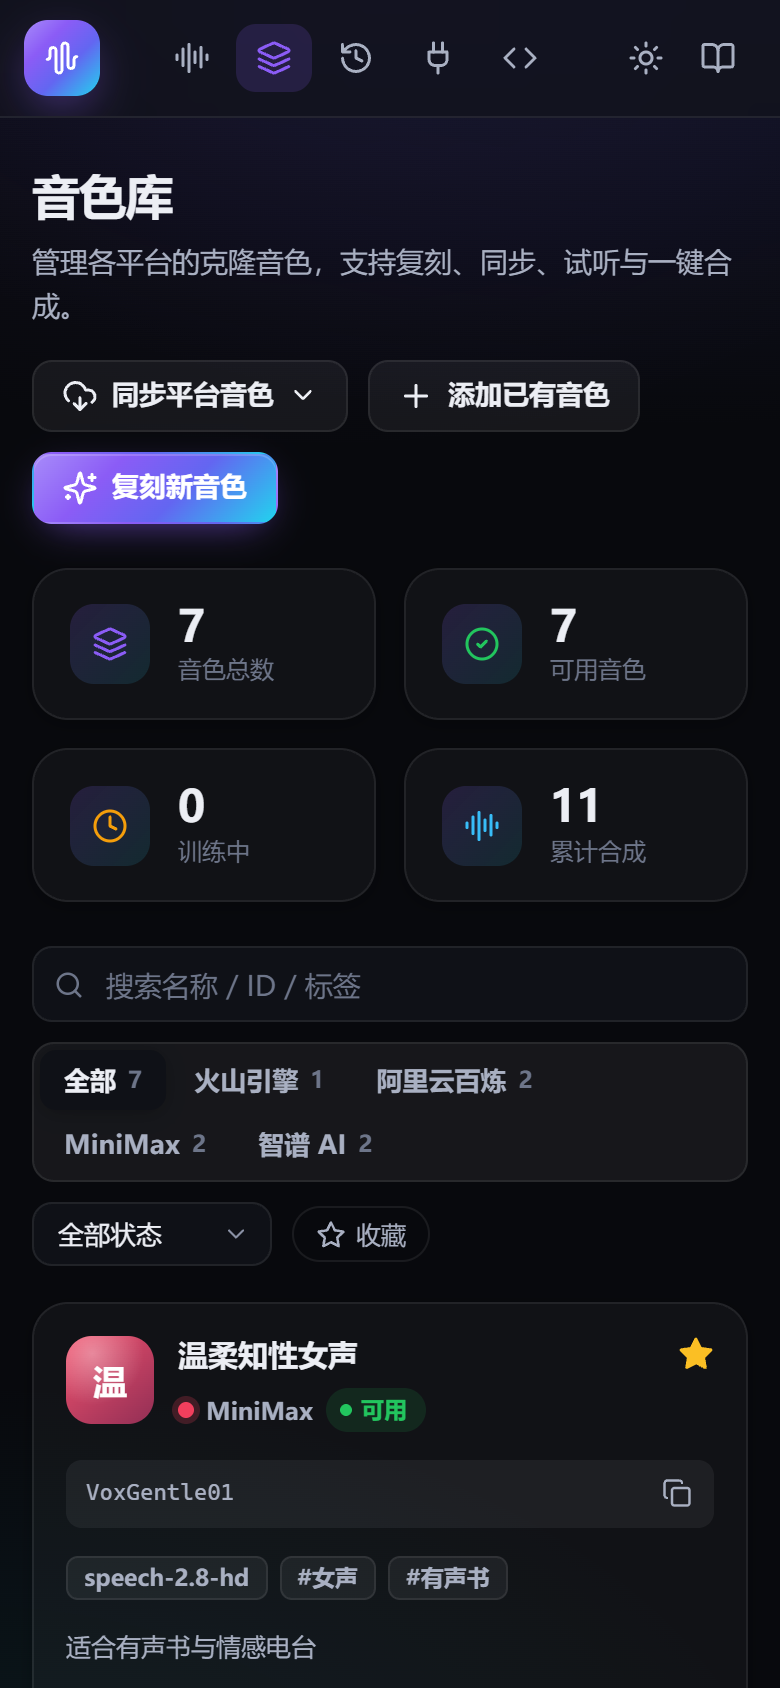 音色库
管理各平台的克隆音色，支持复刻、同步、试听与一键合
成。
同步平台音色
添加已有音色
复刻新音色
7
音色总数
7
可用音色
0
训练中
11
累计合成
搜索名称 / ID / 标签
全部 7 火山引擎 1 阿里云百炼 2
MiniMax 2 智谱 AI 2
全部状态
收藏
温
温柔知性女声
MiniMax 可用
VoxGentle01
speech-2.8-hd #女声 #有声书
适合有声书与情感电台